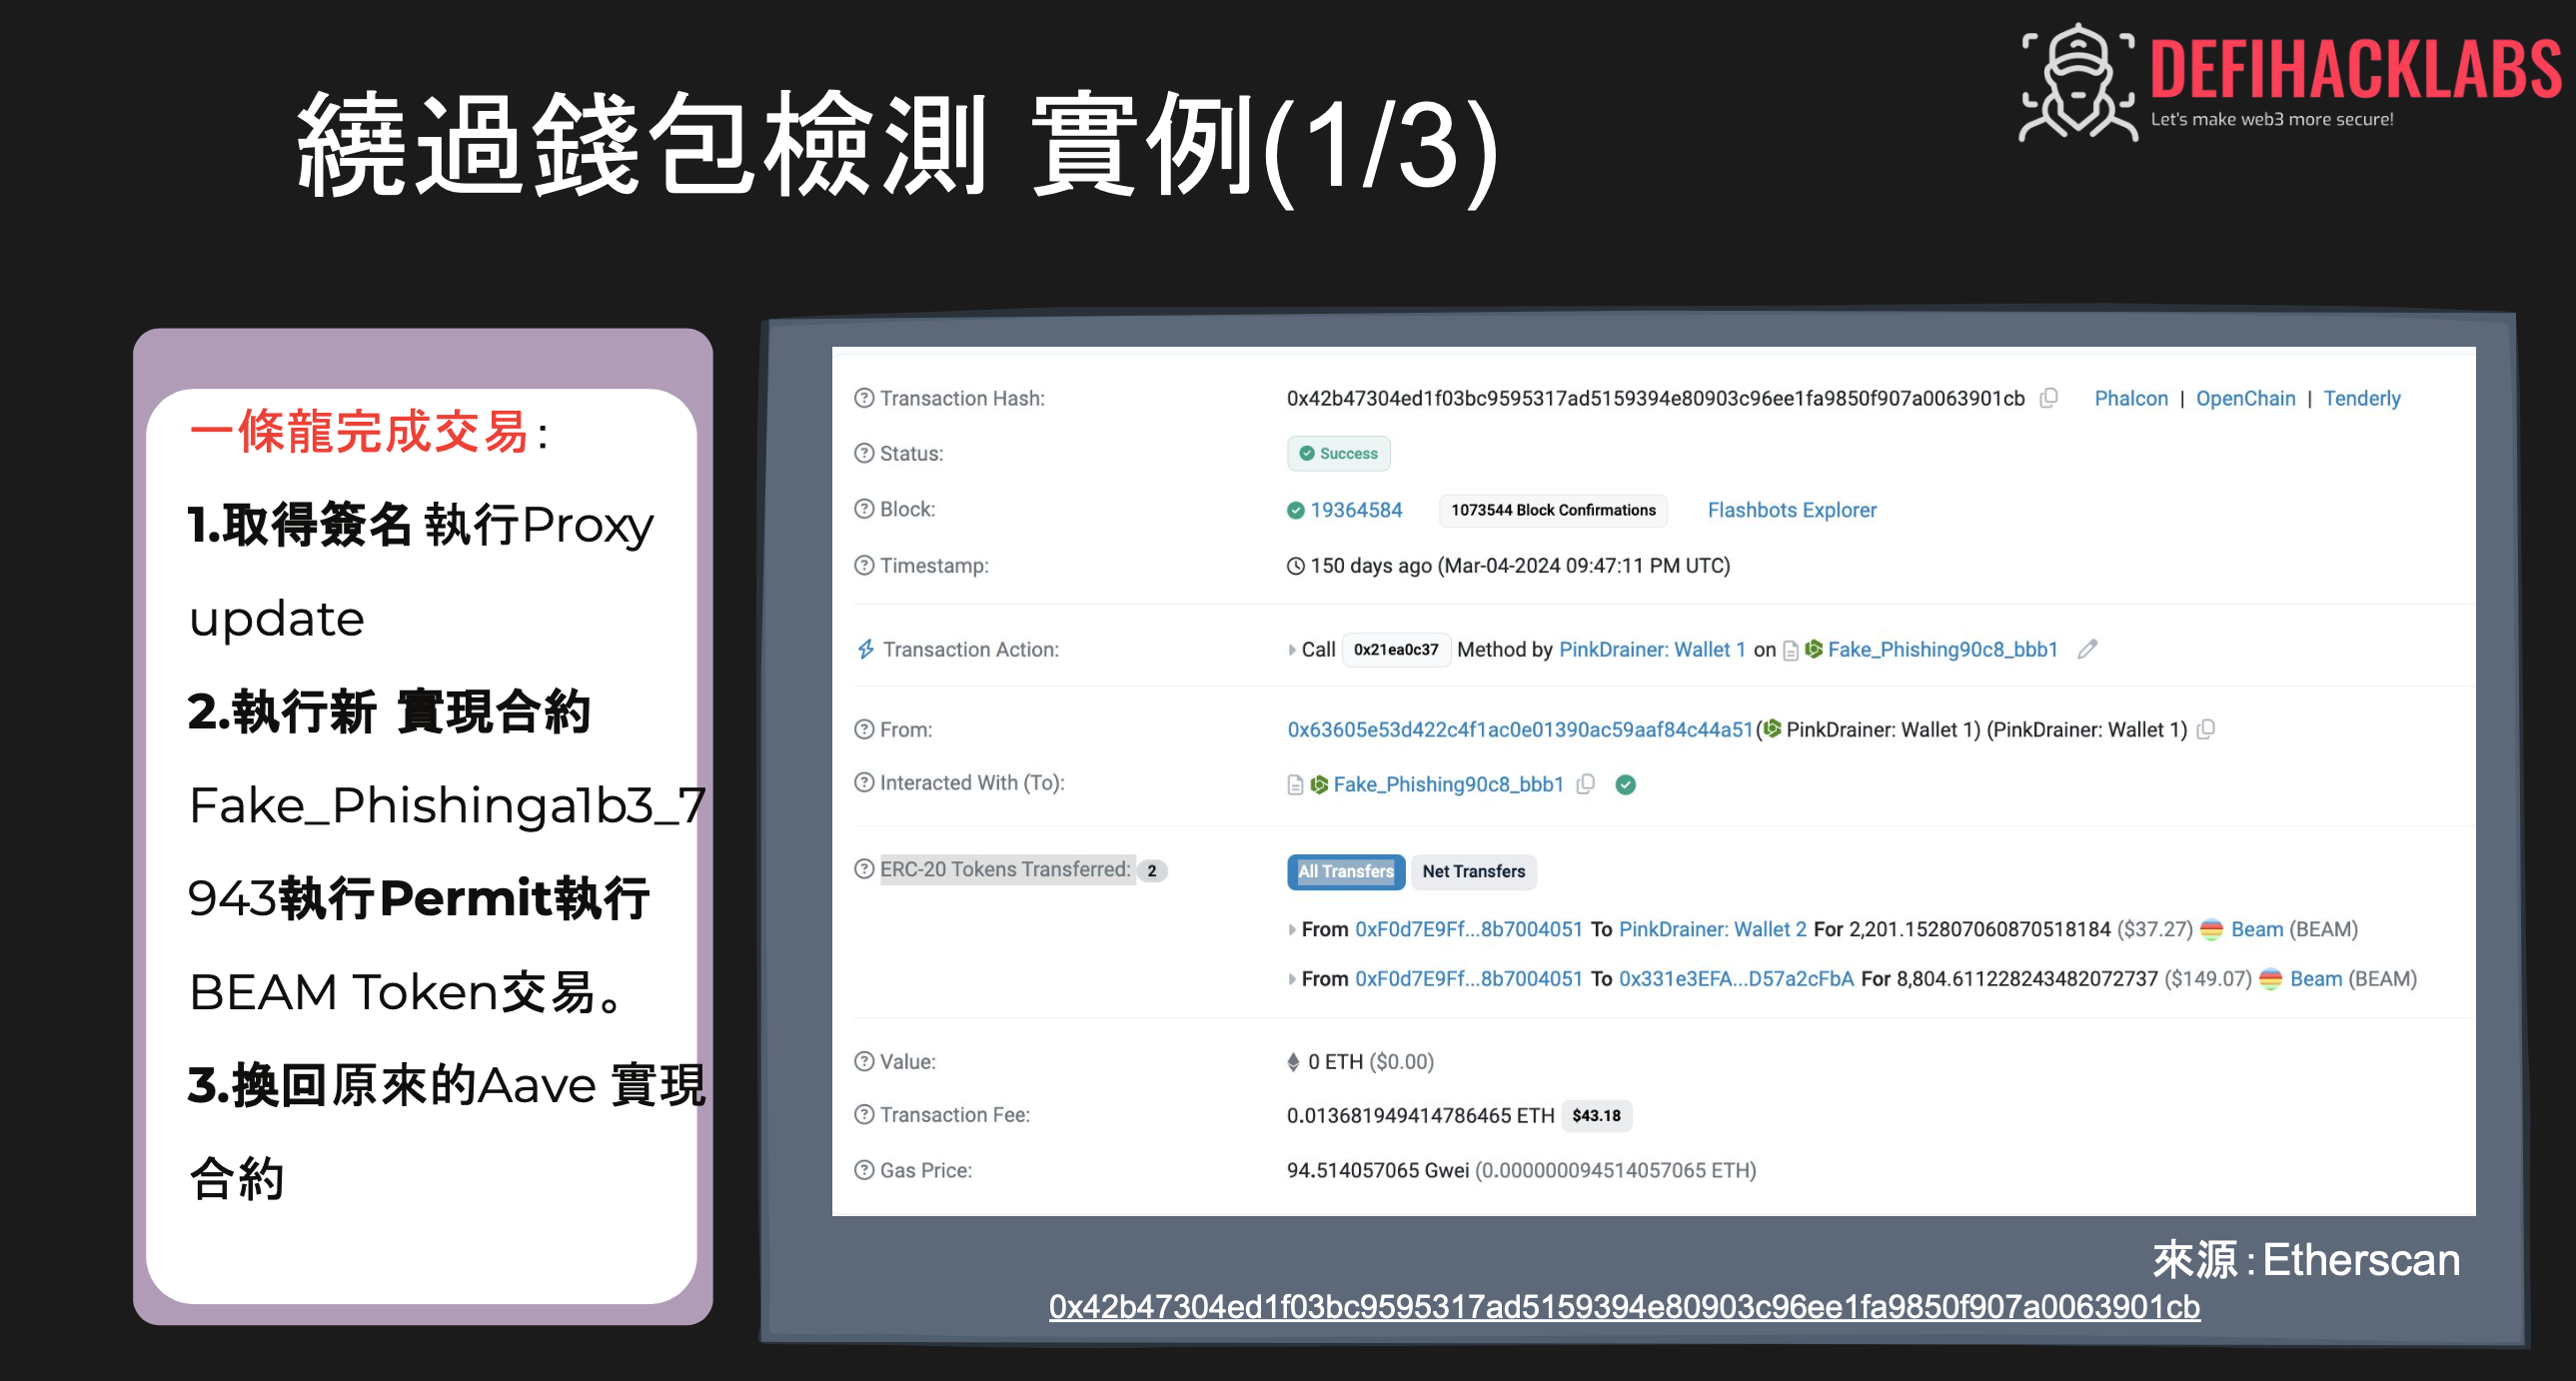 DEFIHACKLABS
Let's make web3 more secure!
繞過錢包檢測 實例(1/3)
一條龍完成交易:
1.取得簽名 執行Proxy
update
2.執行新 實現合約
Fake_Phishinga1b3_7
943執行Permit執行
BEAM Token交易。
3.換回原來的Aave 實現
合約
Transaction Hash: 0x42b47304ed1f03bc9595317ad5159394e80903c96ee1fa9850f907a0063901cb Phalcon | OpenChain | Tenderly
Status: Success
Block: 19364584 1073544 Block Confirmations Flashbots Explorer
Timestamp: 150 days ago (Mar-04-2024 09:47:11 PM UTC)
Transaction Action: Call 0x21ea0c37 Method by PinkDrainer: Wallet 1 on Fake_Phishing90c8_bbb1
From: 0x63605e53d422c4f1ac0e01390ac59aaf84c44a51(PinkDrainer: Wallet 1) (PinkDrainer: Wallet 1)
Interacted With (To): Fake_Phishing90c8_bbb1
ERC-20 Tokens Transferred: 2 All Transfers Net Transfers
From 0xF0d7E9Ff...8b7004051 To PinkDrainer: Wallet 2 For 2,201.152807060870518184 ($37.27) Beam (BEAM)
From 0xF0d7E9Ff...8b7004051 To 0x331e3EFA...D57a2cFbA For 8,804.611228243482072737 ($149.07) Beam (BEAM)
Value: 0 ETH ($0.00)
Transaction Fee: 0.013681949414786465 ETH $43.18
Gas Price: 94.514057065 Gwei (0.000000094514057065 ETH)
來源:Etherscan
0x42b47304ed1f03bc9595317ad5159394e80903c96ee1fa9850f907a0063901cb